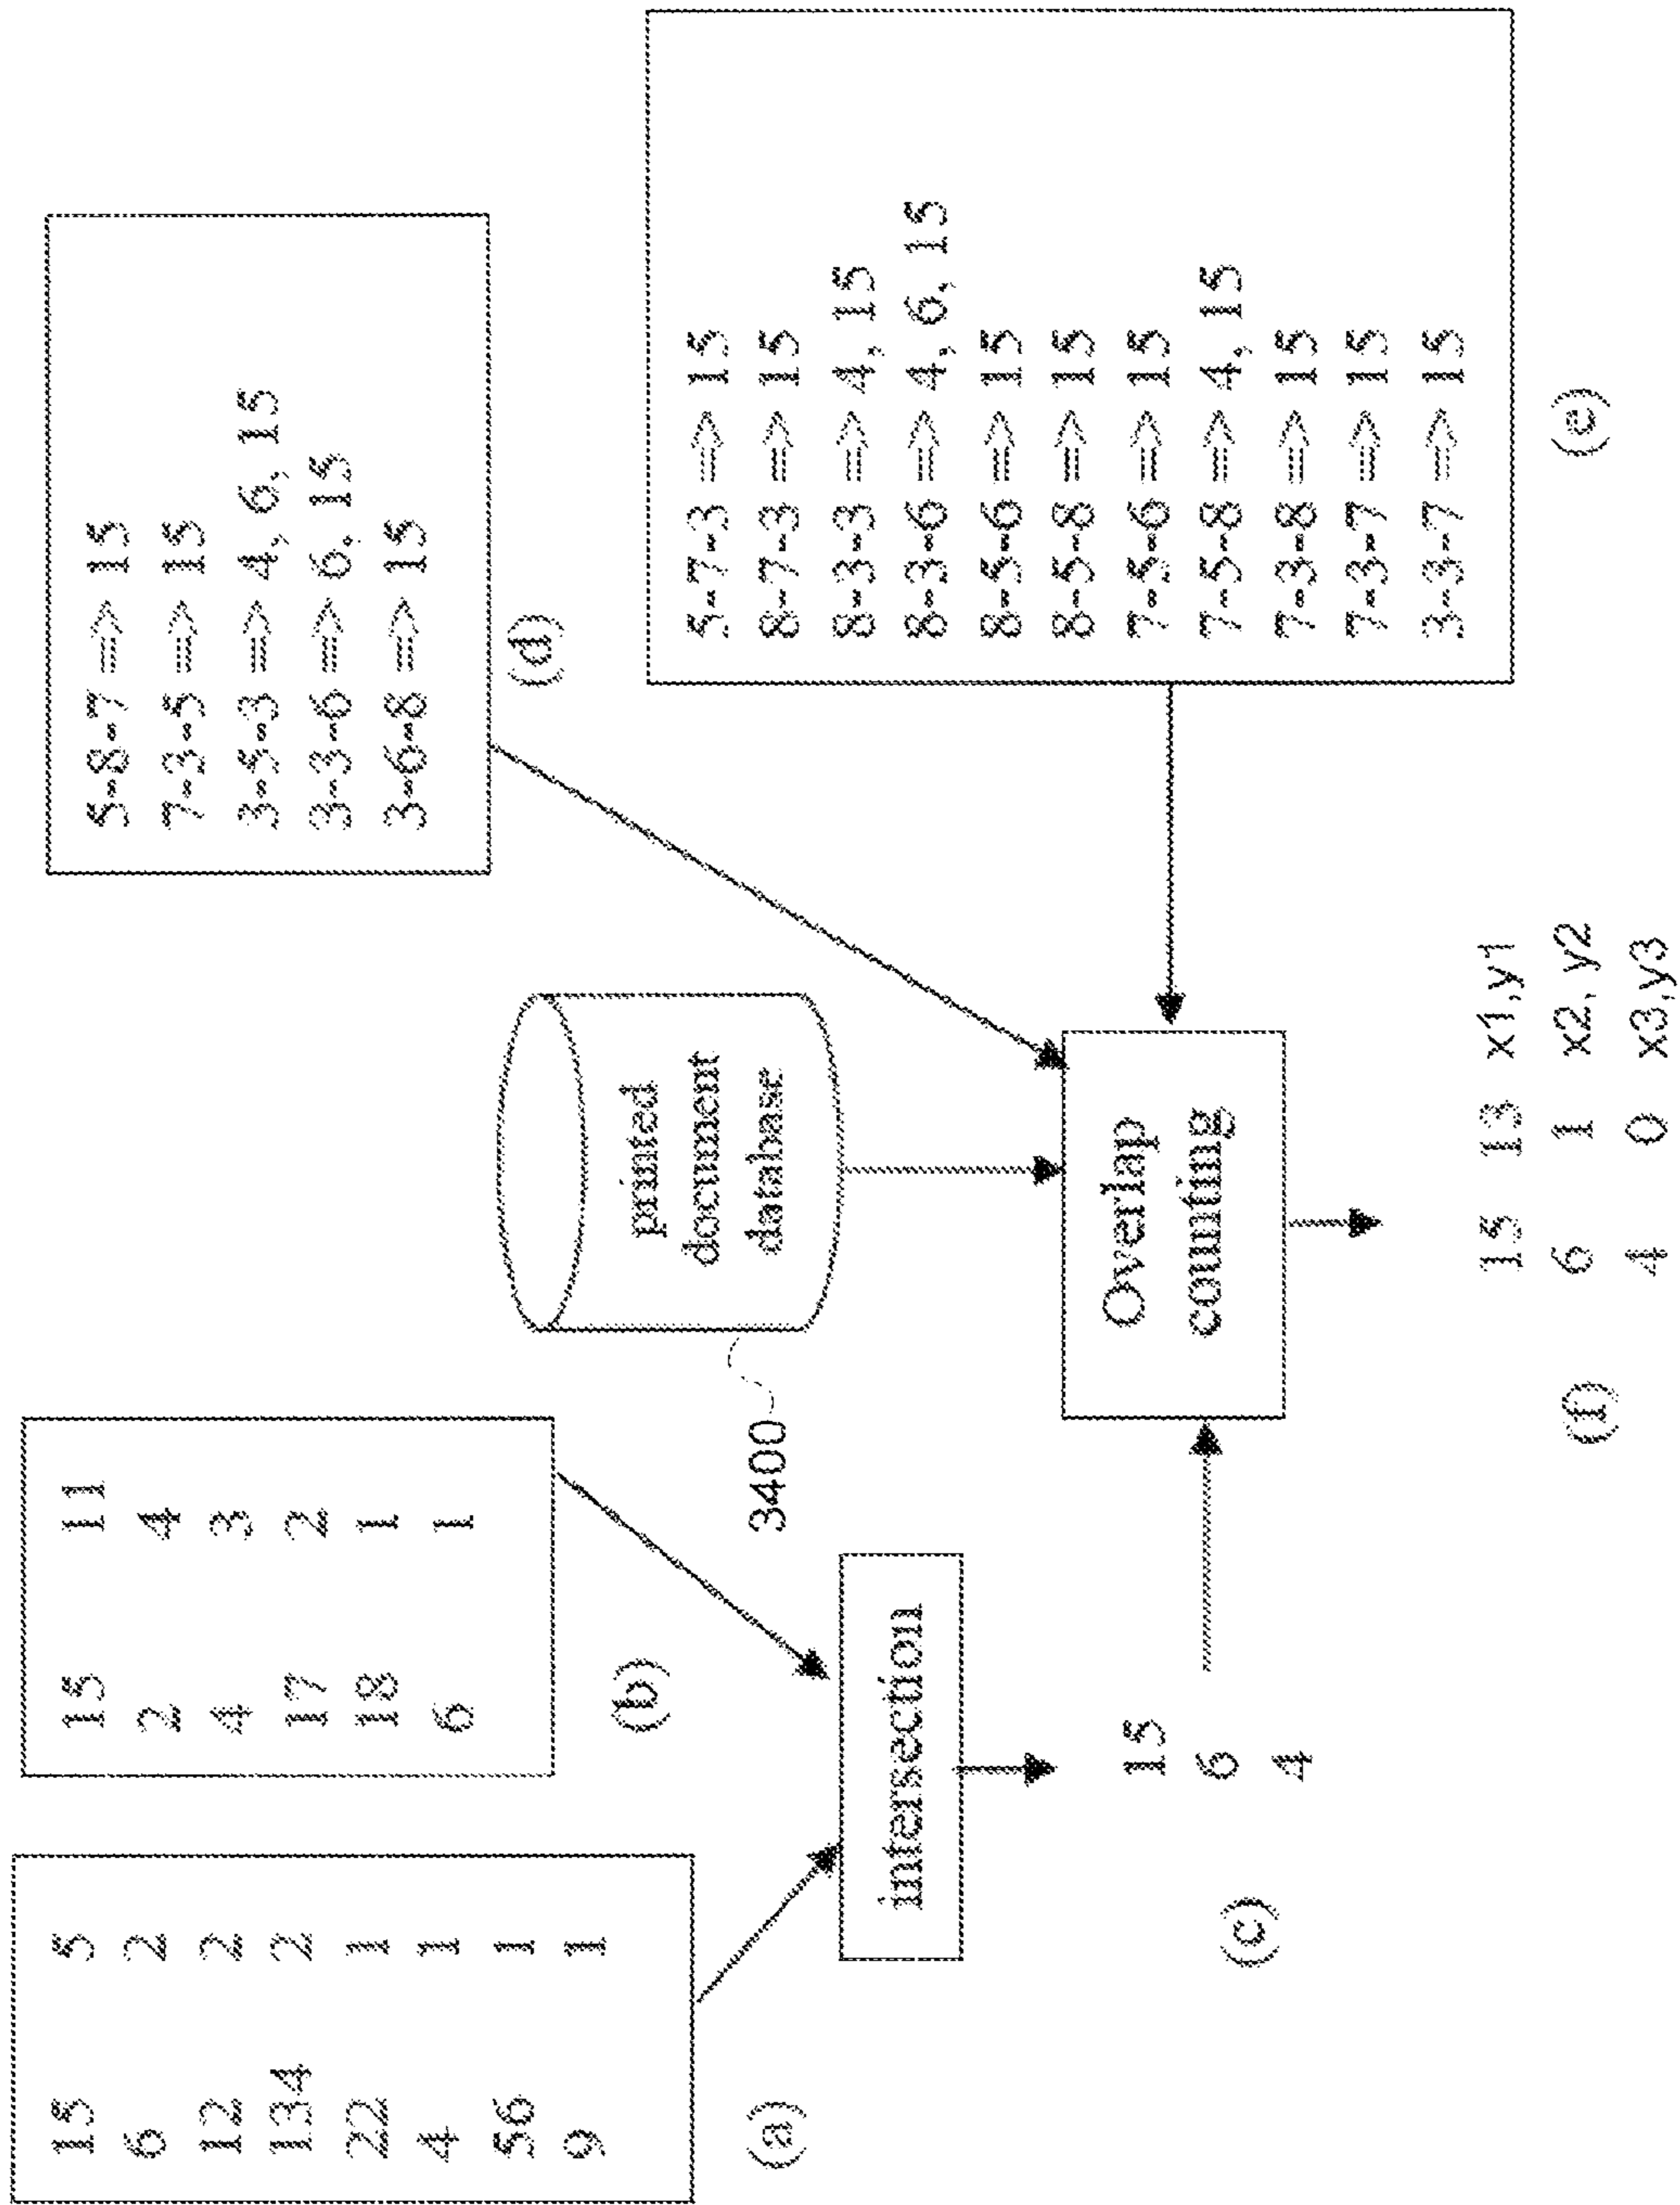 15 5
6 2
12 2
134 2
22 1
4 1
56 1
9 1
(a)
15 11
2 4
4 3
17 2
18 1
6 1
(b)
intersection
15
6
4
(c)
3400
printed
document
database
5-8-7 ⇒ 15
7-3-5 ⇒ 15
3-5-3 ⇒ 4, 6, 15
3-3-6 ⇒ 6, 15
3-6-8 ⇒ 15
(d)
Overlap
counting
5-7-3 ⇒ 15
8-7-3 ⇒ 15
8-3-3 ⇒ 4, 15
8-3-6 ⇒ 4, 6, 15
8-5-6 ⇒ 15
8-5-8 ⇒ 15
7-5-6 ⇒ 15
7-5-8 ⇒ 4, 15
7-3-8 ⇒ 15
7-3-7 ⇒ 15
3-3-7 ⇒ 15
(e)
15 13 x1,y1
6 1 x2, y2
4 0 x3,y3
(f)